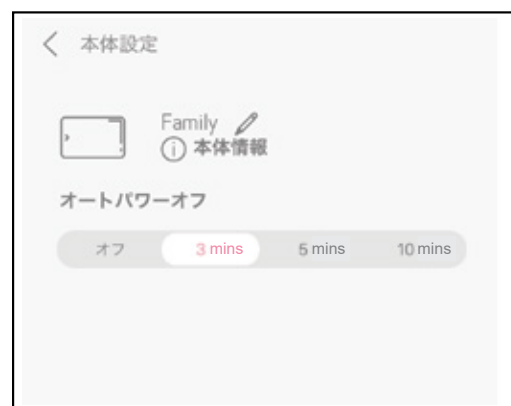 本体設定
Family
本体情報
オートパワーオフ
オフ 3 mins 5 mins 10 mins